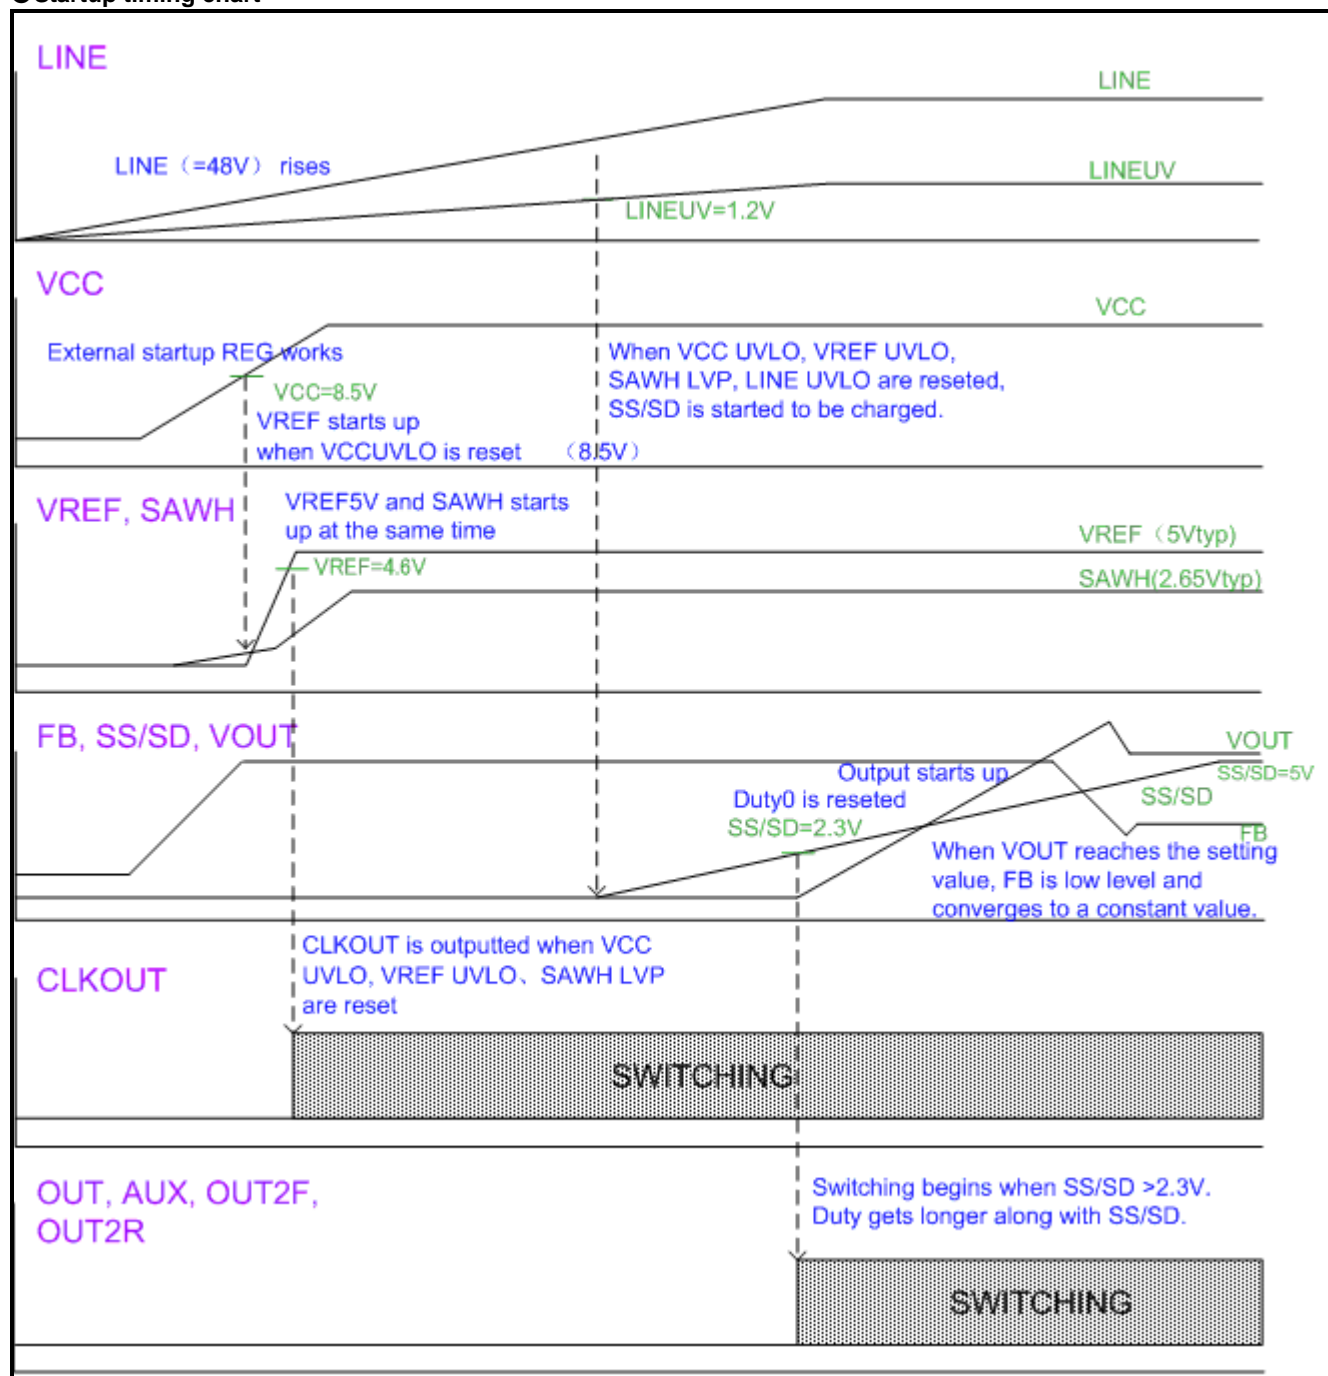 ●Startup timing chart
LINE
LINE
LINE（=48V） rises
LINEUV
LINEUV=1.2V
VCC
VCC
External startup REG works
VCC=8.5V
VREF starts up
when VCCUVLO is reset （8.5V）
When VCC UVLO, VREF UVLO,
SAWH LVP, LINE UVLO are reseted,
SS/SD is started to be charged.
VREF, SAWH
VREF5V and SAWH starts
up at the same time
VREF=4.6V
VREF（5Vtyp)
SAWH(2.65Vtyp)
FB, SS/SD, VOUT
VOUT
Output starts up
SS/SD=5V
Duty0 is reseted
SS/SD
SS/SD=2.3V
FB
When VOUT reaches the setting
value, FB is low level and
converges to a constant value.
CLKOUT
CLKOUT is outputted when VCC
UVLO, VREF UVLO、SAWH LVP
are reset
SWITCHING
OUT, AUX, OUT2F,
OUT2R
Switching begins when SS/SD >2.3V.
Duty gets longer along with SS/SD.
SWITCHING